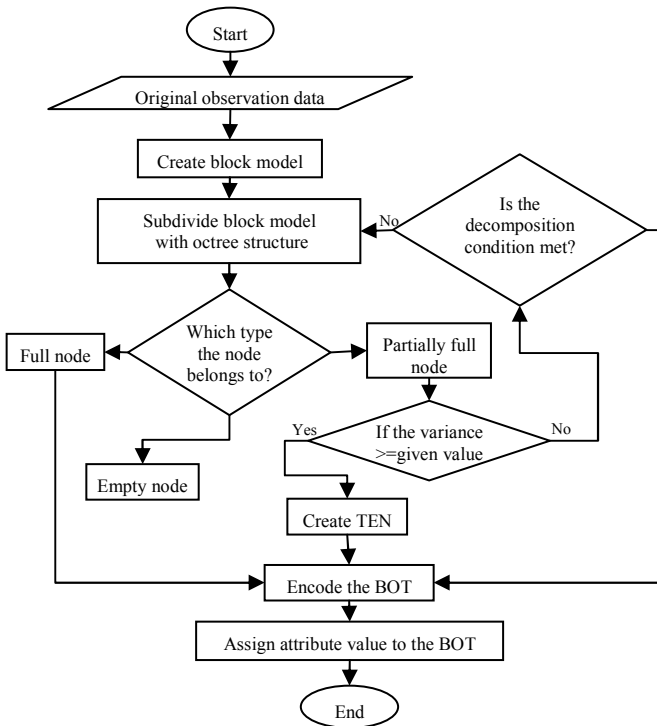 Start
Original observation data
Create block model
Subdivide block model
with octree structure
No
Is the
decomposition
condition met?
Which type
the node
belongs to?
Full node
Partially full
node
Empty node
Yes
If the variance
>=given value
No
Create TEN
Encode the BOT
Assign attribute value to the BOT
End